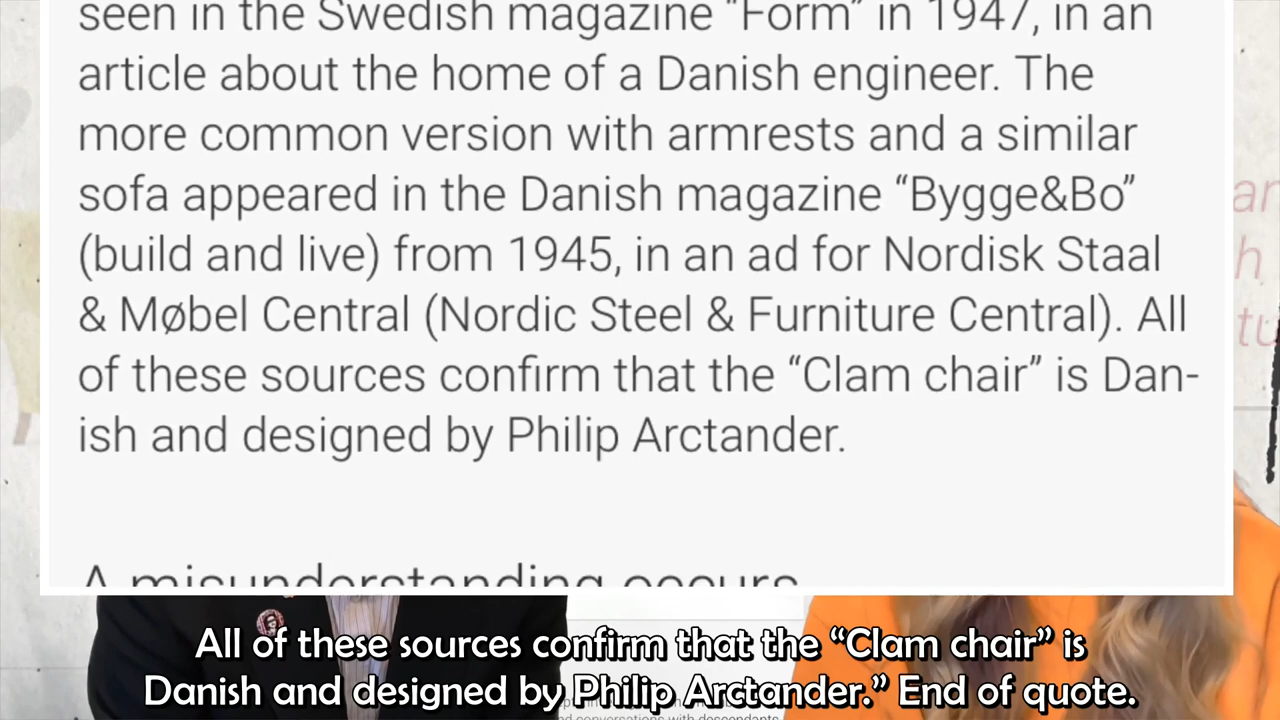 seen in the Swedish magazine “Form” in 1947, in an
article about the home of a Danish engineer. The
more common version with armrests and a similar
sofa appeared in the Danish magazine “Bygge&Bo”
(build and live) from 1945, in an ad for Nordisk Staal
& Møbel Central (Nordic Steel & Furniture Central). All
of these sources confirm that the “Clam chair” is Dan-
ish and designed by Philip Arctander.
A misunderstanding occurs
All of these sources confirm that the “Clam chair” is
Danish and designed by Philip Arctander.” End of quote.